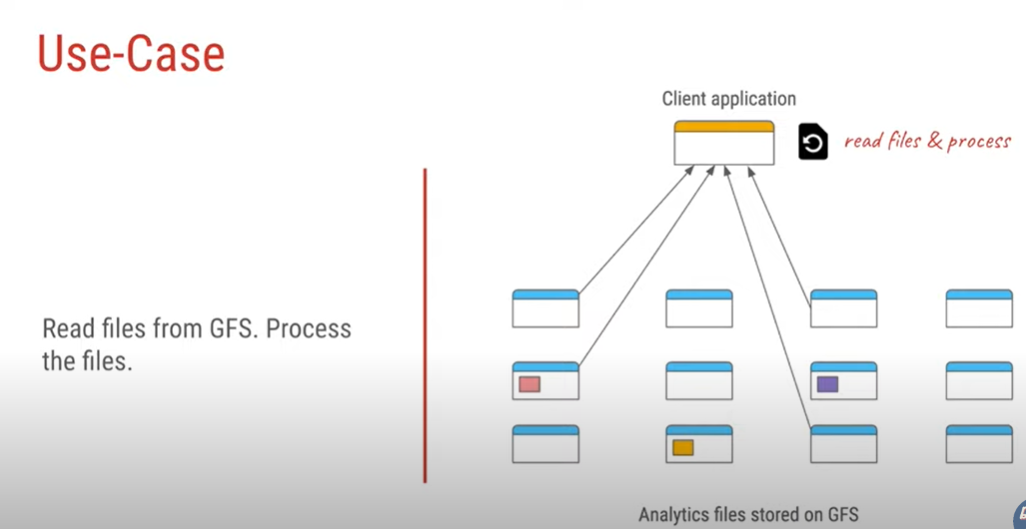 Use-Case
Client application
read files & process
Read files from GFS. Process
the files.
Analytics files stored on GFS